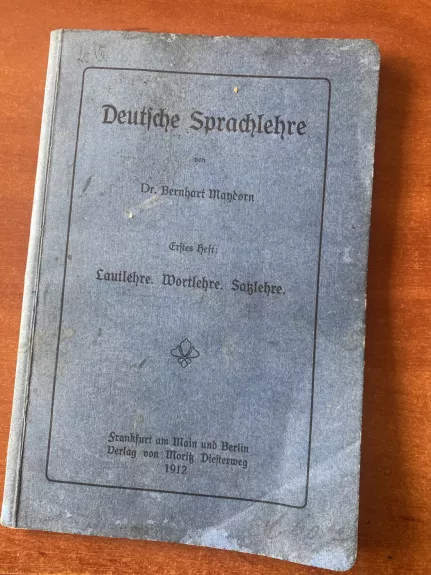 Deutſche Sprachlehre
von
Dr. Bernhart Maydorn
Erſtes Heft:
Lautlehre. Wortlehre. Satzlehre.
Frankfurt am Main und Berlin
Verlag von Moritz Dieſterweg
1912